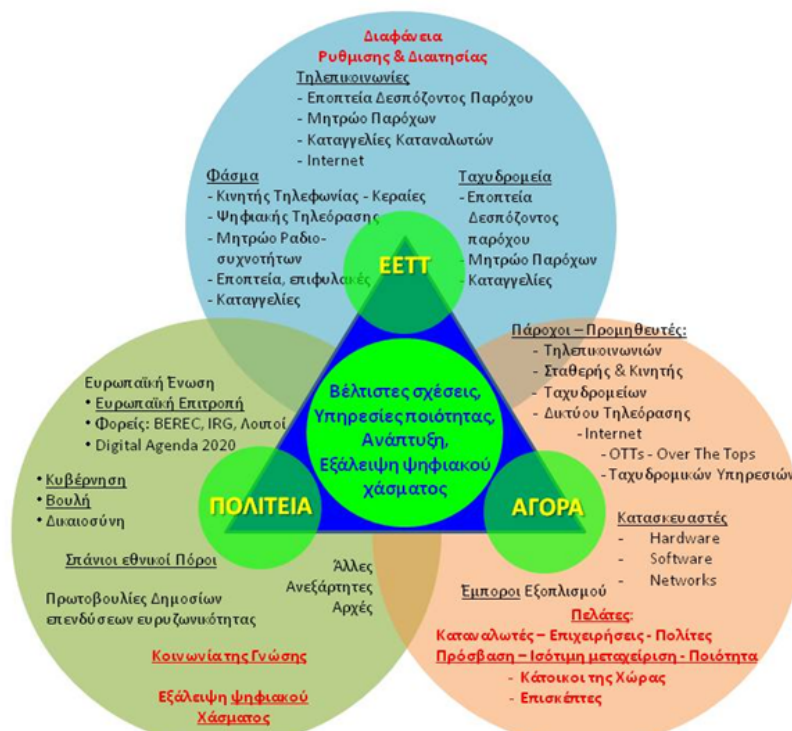 Διαφάνεια
Ρυθμισης & Διαιτησίας
Τηλεπικοινωνίες
- Εποπτεία Δεσπόζοντος Παρόχου
- Μητρώο Παρόχων
- Καταγγελίες Καταναλωτών
- Internet
Φάσμα
- Κινητής Τηλεφωνίας - Κεραίες
- Ψηφιακής Τηλεόρασης
- Μητρώο Ραδιο-
συχνοτήτων
- Εποπτεία, επιφυλακές
- Καταγγελίες
Ταχυδρομεία
- Εποπτεία
Δεσπόζοντος
παρόχου
- Μητρώο Παρόχων
- Καταγγελίες
ΕΕΤΤ
Βέλτιστες σχέσεις,
Υπηρεσίες ποιότητας,
Ανάπτυξη,
Εξάλειψη ψηφιακού
χάσματος
ΠΟΛΙΤΕΙΑ
ΑΓΟΡΑ
Ευρωπαϊκή Ένωση
• Ευρωπαϊκή Επιτροπή
• Φορείς: BEREC, IRG, Λοιποί
• Digital Agenda 2020
• Κυβέρνηση
• Βουλή
• Δικαιοσύνη
Σπάνιοι εθνικοί Πόροι
Άλλες
Ανεξάρτητες
Αρχές
Πρωτοβουλίες Δημοσίων
επενδύσεων ευρυζωνικότητας
Κοινωνία της Γνώσης
Εξάλειψη ψηφιακού
Χάσματος
Πάροχοι – Προμηθευτές:
- Τηλεπικοινωνιών
- Σταθερής & Κινητής
- Ταχυδρομείων
- Δικτύου Τηλεόρασης
- Internet
- OTTs - Over The Tops
- Ταχυδρομικών Υπηρεσιών
Κατασκευαστές
- Hardware
- Software
- Networks
Έμποροι Εξοπλισμού
Πελάτες:
Καταναλωτές – Επιχειρήσεις - Πολίτες
Πρόσβαση – Ισότιμη μεταχείριση - Ποιότητα
- Κάτοικοι της Χώρας
- Επισκέπτες